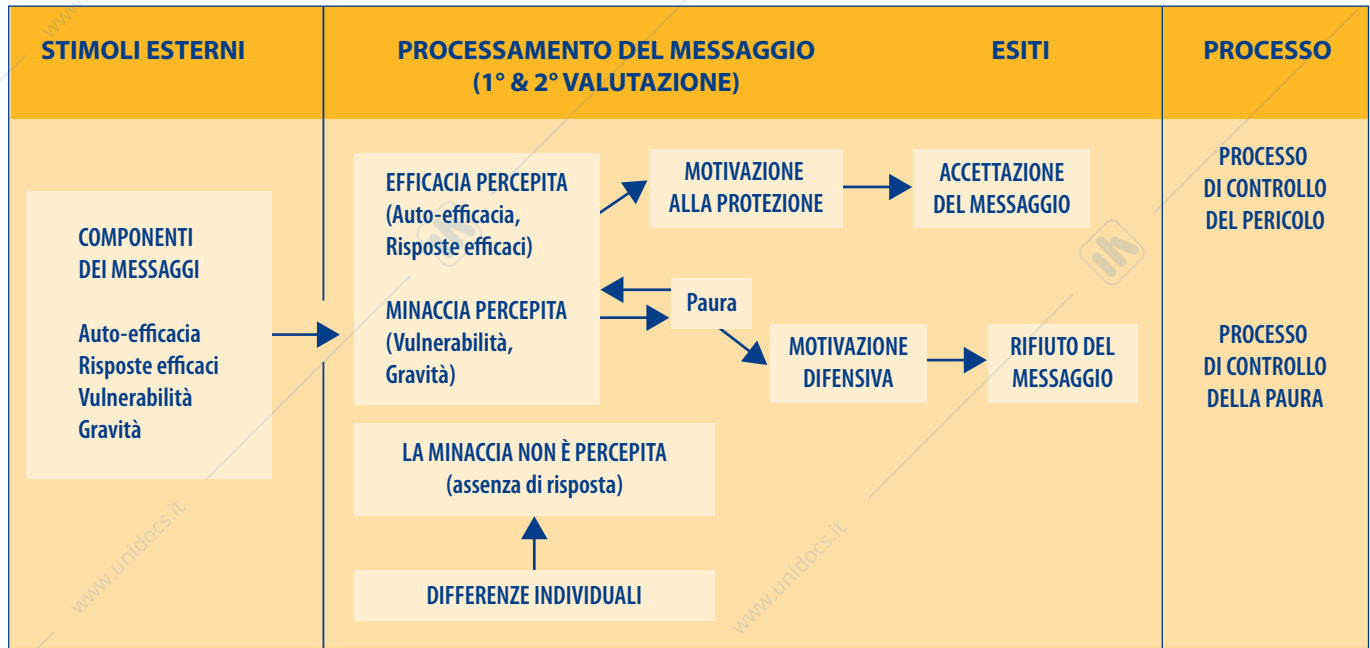 STIMOLI ESTERNI
PROCESSAMENTO DEL MESSAGGIO
(1° & 2° VALUTAZIONE)
ESITI
PROCESSO
COMPONENTI
DEI MESSAGGI
Auto-efficacia
Risposte efficaci
Vulnerabilità
Gravità
EFFICACIA PERCEPITA
(Auto-efficacia,
Risposte efficaci)
MINACCIA PERCEPITA
(Vulnerabilità,
Gravità)
MOTIVAZIONE
ALLA PROTEZIONE
ACCETTAZIONE
DEL MESSAGGIO
Paura
MOTIVAZIONE
DIFENSIVA
RIFIUTO DEL
MESSAGGIO
LA MINACCIA NON È PERCEPITA
(assenza di risposta)
DIFFERENZE INDIVIDUALI
PROCESSO
DI CONTROLLO
DEL PERICOLO
PROCESSO
DI CONTROLLO
DELLA PAURA
www.unidocs.it
www.unidocs.it
www.unidocs.it